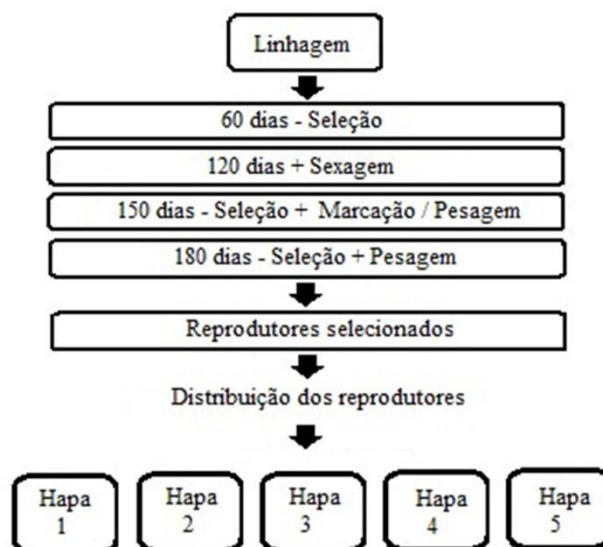 Linhagem
60 dias - Seleção
120 dias + Sexagem
150 dias - Seleção + Marcação / Pesagem
180 dias - Seleção + Pesagem
Reprodutores selecionados
Distribuição dos reprodutores
Hapa 1
Hapa 2
Hapa 3
Hapa 4
Hapa 5